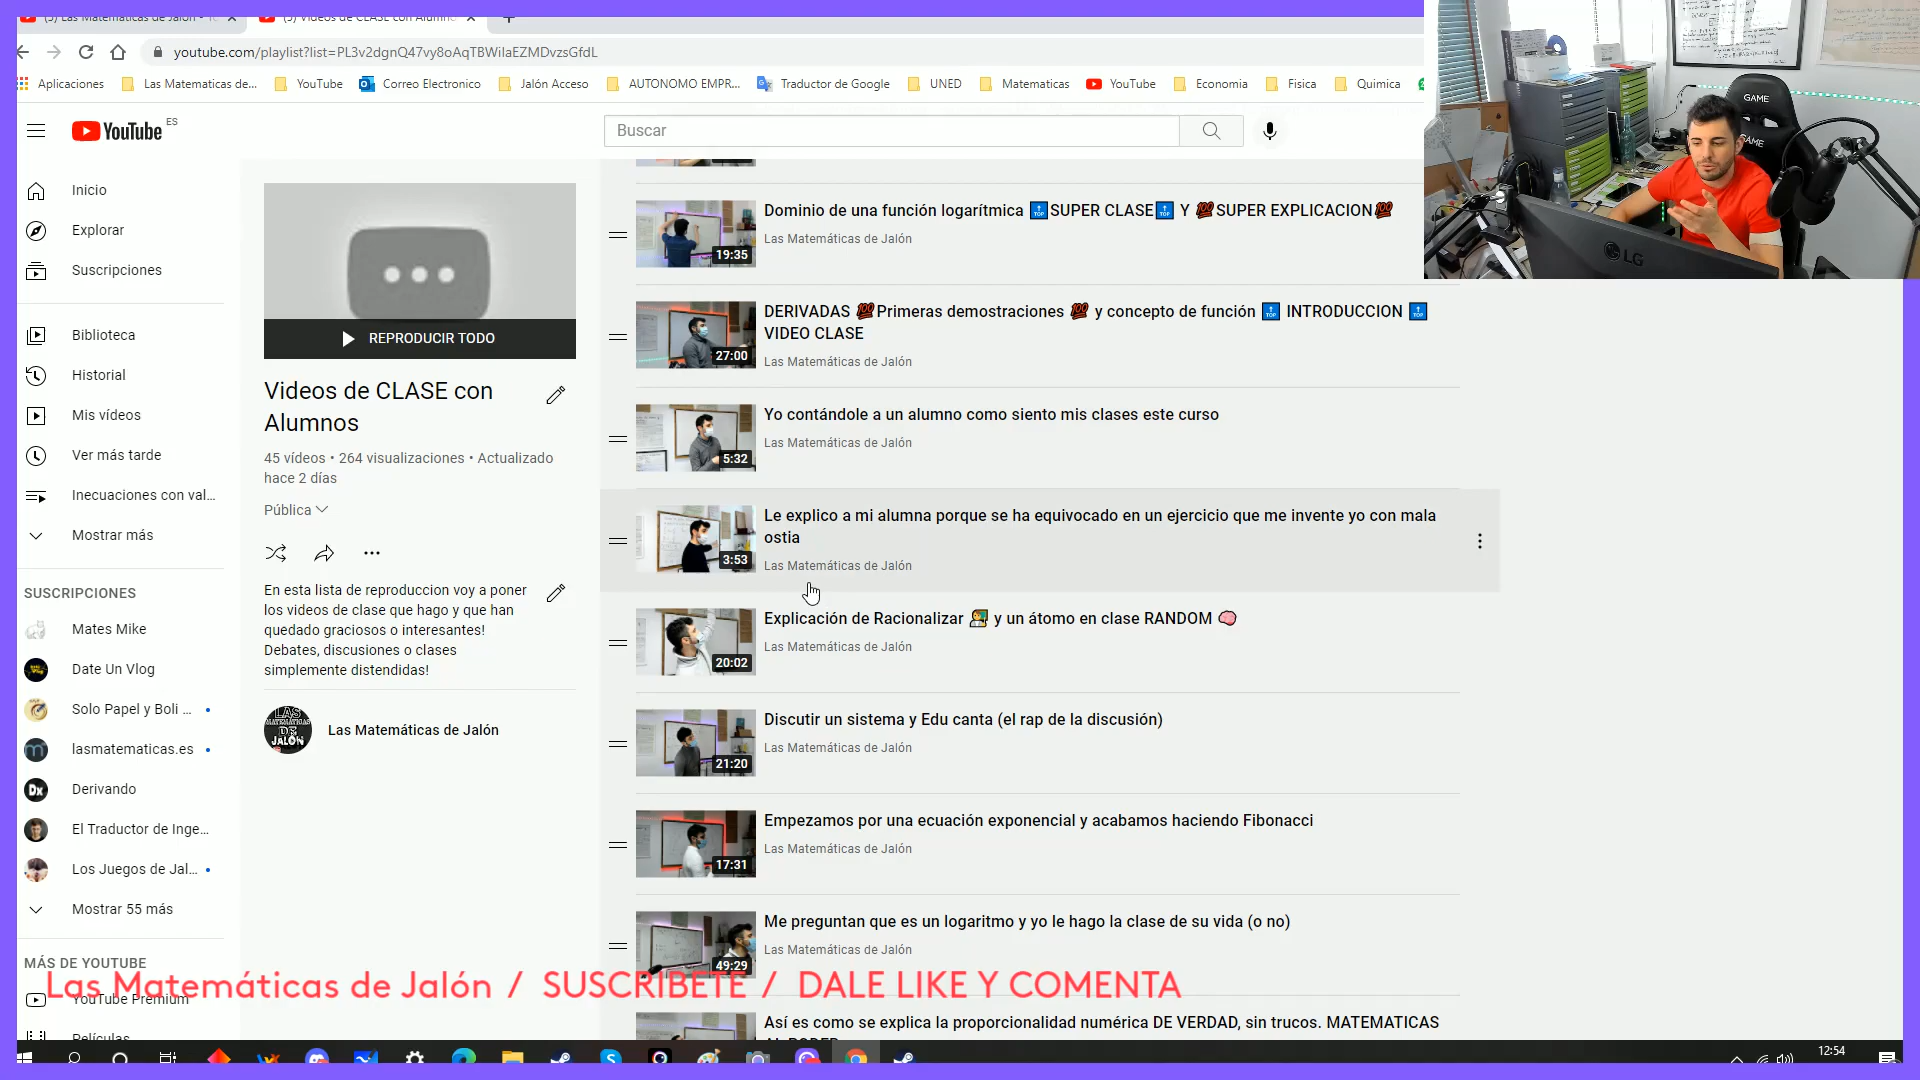 youtube.com/playlist?list=PL3v2dgnQ47vy8oAqTBWilaEZMDvzsGfdL
Aplicaciones
Las Matematicas de...
YouTube
Correo Electronico
Jalón Acceso
AUTONOMO EMPR...
Traductor de Google
UNED
Matematicas
YouTube
Economia
Fisica
Quimica
YouTube ES
Buscar
Inicio
Explorar
Suscripciones
Biblioteca
Historial
Mis vídeos
Ver más tarde
Inecuaciones con val...
Mostrar más
SUSCRIPCIONES
Mates Mike
Date Un Vlog
Solo Papel y Boli ...
lasmatematicas.es
Derivando
El Traductor de Inge...
Los Juegos de Jal...
Mostrar 55 más
MÁS DE YOUTUBE
YouTube Premium
Películas
REPRODUCIR TODO
Videos de CLASE con
Alumnos
45 vídeos • 264 visualizaciones • Actualizado
hace 2 días
Pública
En esta lista de reproduccion voy a poner
los videos de clase que hago y que han
quedado graciosos o interesantes!
Debates, discusiones o clases
simplemente distendidas!
LAS
MATEMÁTICAS
DE
JALÓN
Las Matemáticas de Jalón
Dominio de una función logarítmica 🔝SUPER CLASE🔝 Y 💯SUPER EXPLICACION💯
Las Matemáticas de Jalón
19:35
DERIVADAS 💯Primeras demostraciones 💯 y concepto de función 🔝 INTRODUCCION 🔝
VIDEO CLASE
Las Matemáticas de Jalón
27:00
Yo contándole a un alumno como siento mis clases este curso
Las Matemáticas de Jalón
5:32
Le explico a mi alumna porque se ha equivocado en un ejercicio que me invente yo con mala
ostia
Las Matemáticas de Jalón
3:53
Explicación de Racionalizar 👩‍🏫 y un átomo en clase RANDOM 🧠
Las Matemáticas de Jalón
20:02
Discutir un sistema y Edu canta (el rap de la discusión)
Las Matemáticas de Jalón
21:20
Empezamos por una ecuación exponencial y acabamos haciendo Fibonacci
Las Matemáticas de Jalón
17:31
Me preguntan que es un logaritmo y yo le hago la clase de su vida (o no)
Las Matemáticas de Jalón
49:29
Así es como se explica la proporcionalidad numérica DE VERDAD, sin trucos. MATEMATICAS
GAME
GAME
LG
Las Matemáticas de Jalón / SUSCRIBETE / DALE LIKE Y COMENTA
12:54